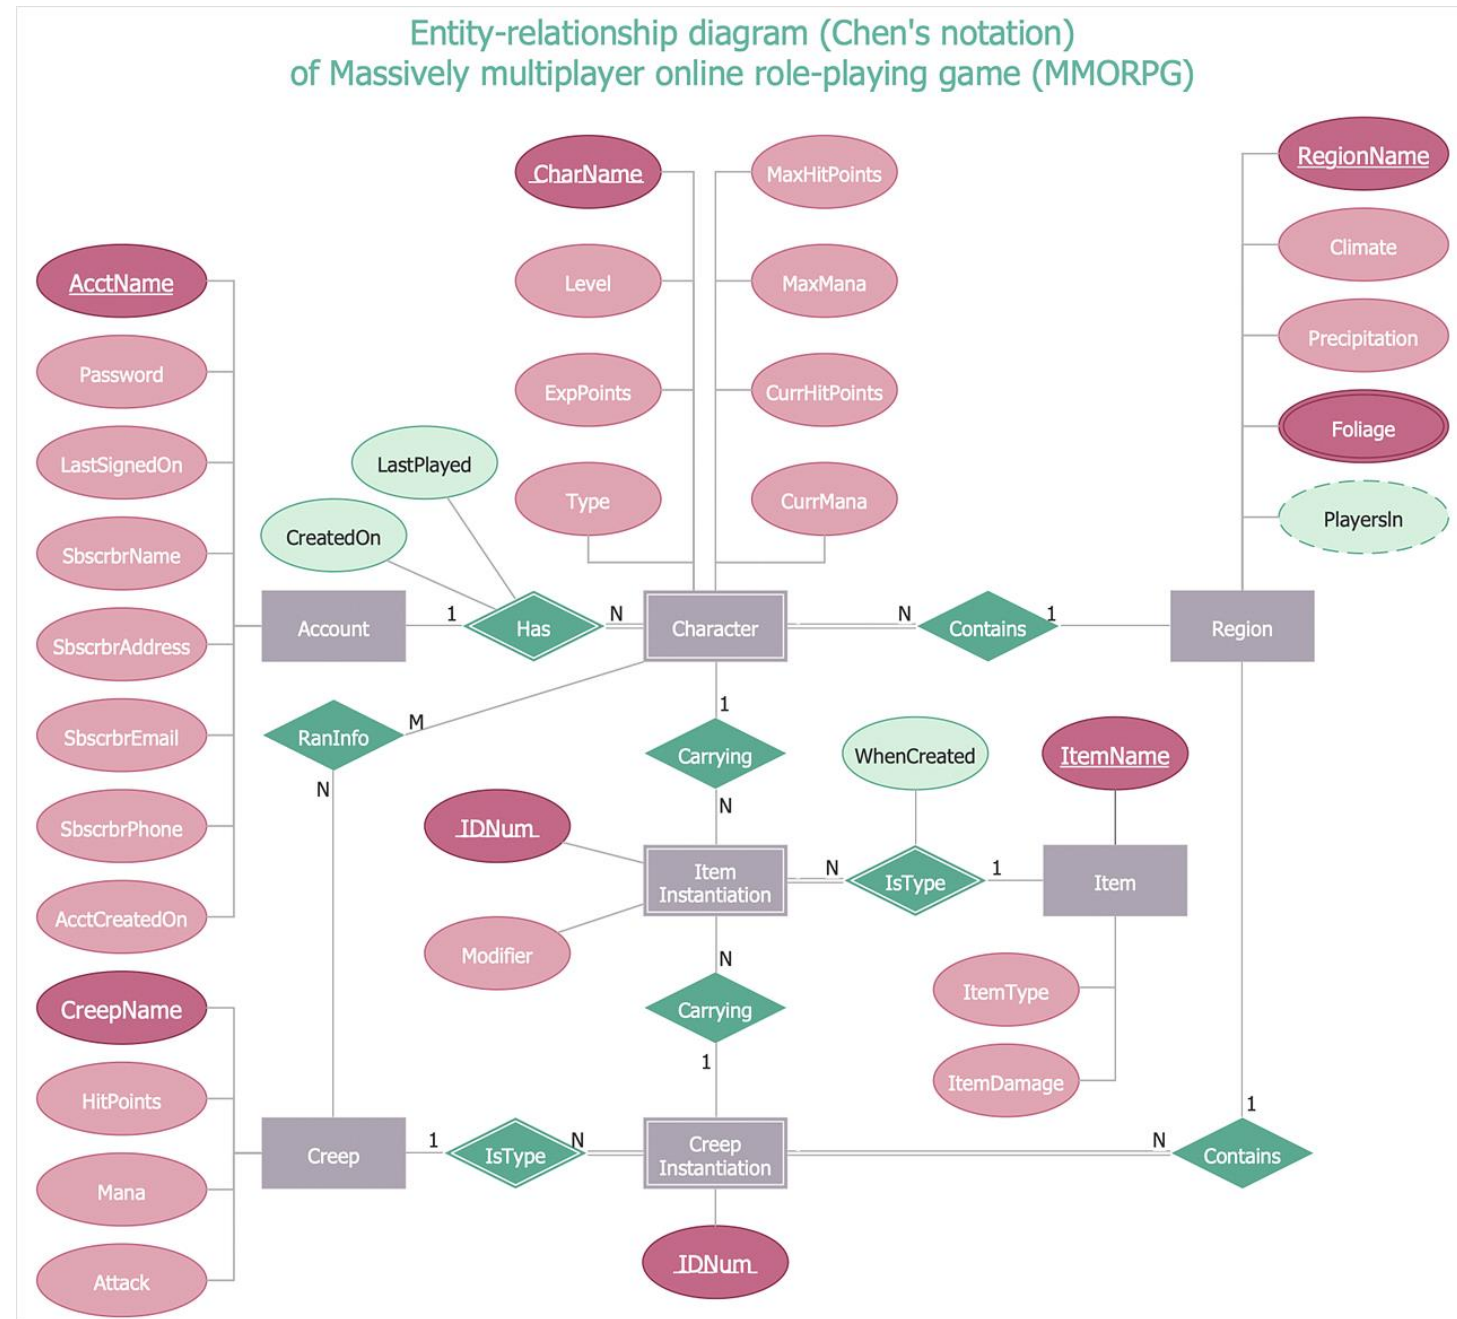 Entity-relationship diagram (Chen's notation)
of Massively multiplayer online role-playing game (MMORPG)
CharName
MaxHitPoints
RegionName
Level
MaxMana
Climate
AcctName
ExpPoints
CurrHitPoints
Precipitation
Password
Type
CurrMana
Foliage
LastSignedOn
LastPlayed
PlayersIn
SbscrbrName
CreatedOn
SbscrbrAddress
Account
1
Has
N
Character
N
Contains
1
Region
SbscrbrEmail
RanInfo
M
N
1
Carrying
N
WhenCreated
ItemName
SbscrbrPhone
IDNum
Item
Instantiation
N
IsType
1
Item
AcctCreatedOn
Modifier
N
Carrying
1
ItemType
ItemDamage
CreepName
HitPoints
Creep
1
IsType
N
Creep
Instantiation
N
1
Contains
Mana
Attack
IDNum